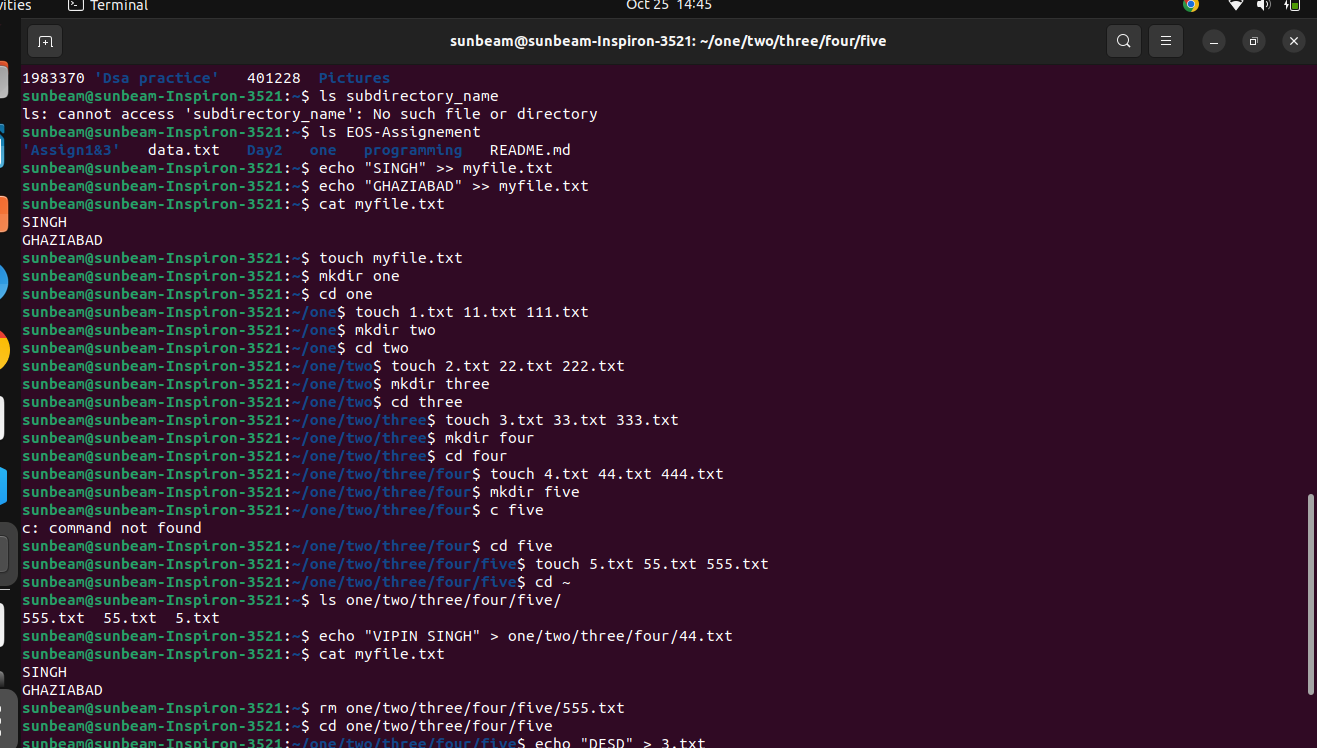 vities Terminal Oct 25 14:45
sunbeam@sunbeam-Inspiron-3521: ~/one/two/three/four/five
1983370 'Dsa practice' 401228 Pictures
sunbeam@sunbeam-Inspiron-3521:~$ ls subdirectory_name
ls: cannot access 'subdirectory_name': No such file or directory
sunbeam@sunbeam-Inspiron-3521:~$ ls EOS-Assignement
'Assign1&3' data.txt Day2 one programming README.md
sunbeam@sunbeam-Inspiron-3521:~$ echo "SINGH" >> myfile.txt
sunbeam@sunbeam-Inspiron-3521:~$ echo "GHAZIABAD" >> myfile.txt
sunbeam@sunbeam-Inspiron-3521:~$ cat myfile.txt
SINGH
GHAZIABAD
sunbeam@sunbeam-Inspiron-3521:~$ touch myfile.txt
sunbeam@sunbeam-Inspiron-3521:~$ mkdir one
sunbeam@sunbeam-Inspiron-3521:~$ cd one
sunbeam@sunbeam-Inspiron-3521:~/one$ touch 1.txt 11.txt 111.txt
sunbeam@sunbeam-Inspiron-3521:~/one$ mkdir two
sunbeam@sunbeam-Inspiron-3521:~/one$ cd two
sunbeam@sunbeam-Inspiron-3521:~/one/two$ touch 2.txt 22.txt 222.txt
sunbeam@sunbeam-Inspiron-3521:~/one/two$ mkdir three
sunbeam@sunbeam-Inspiron-3521:~/one/two$ cd three
sunbeam@sunbeam-Inspiron-3521:~/one/two/three$ touch 3.txt 33.txt 333.txt
sunbeam@sunbeam-Inspiron-3521:~/one/two/three$ mkdir four
sunbeam@sunbeam-Inspiron-3521:~/one/two/three$ cd four
sunbeam@sunbeam-Inspiron-3521:~/one/two/three/four$ touch 4.txt 44.txt 444.txt
sunbeam@sunbeam-Inspiron-3521:~/one/two/three/four$ mkdir five
sunbeam@sunbeam-Inspiron-3521:~/one/two/three/four$ c five
c: command not found
sunbeam@sunbeam-Inspiron-3521:~/one/two/three/four$ cd five
sunbeam@sunbeam-Inspiron-3521:~/one/two/three/four/five$ touch 5.txt 55.txt 555.txt
sunbeam@sunbeam-Inspiron-3521:~/one/two/three/four/five$ cd ~
sunbeam@sunbeam-Inspiron-3521:~$ ls one/two/three/four/five/
555.txt 55.txt 5.txt
sunbeam@sunbeam-Inspiron-3521:~$ echo "VIPIN SINGH" > one/two/three/four/44.txt
sunbeam@sunbeam-Inspiron-3521:~$ cat myfile.txt
SINGH
GHAZIABAD
sunbeam@sunbeam-Inspiron-3521:~$ rm one/two/three/four/five/555.txt
sunbeam@sunbeam-Inspiron-3521:~$ cd one/two/three/four/five
sunbeam@sunbeam-Inspiron-3521:~/one/two/three/four/five$ echo "DESD" > 3.txt